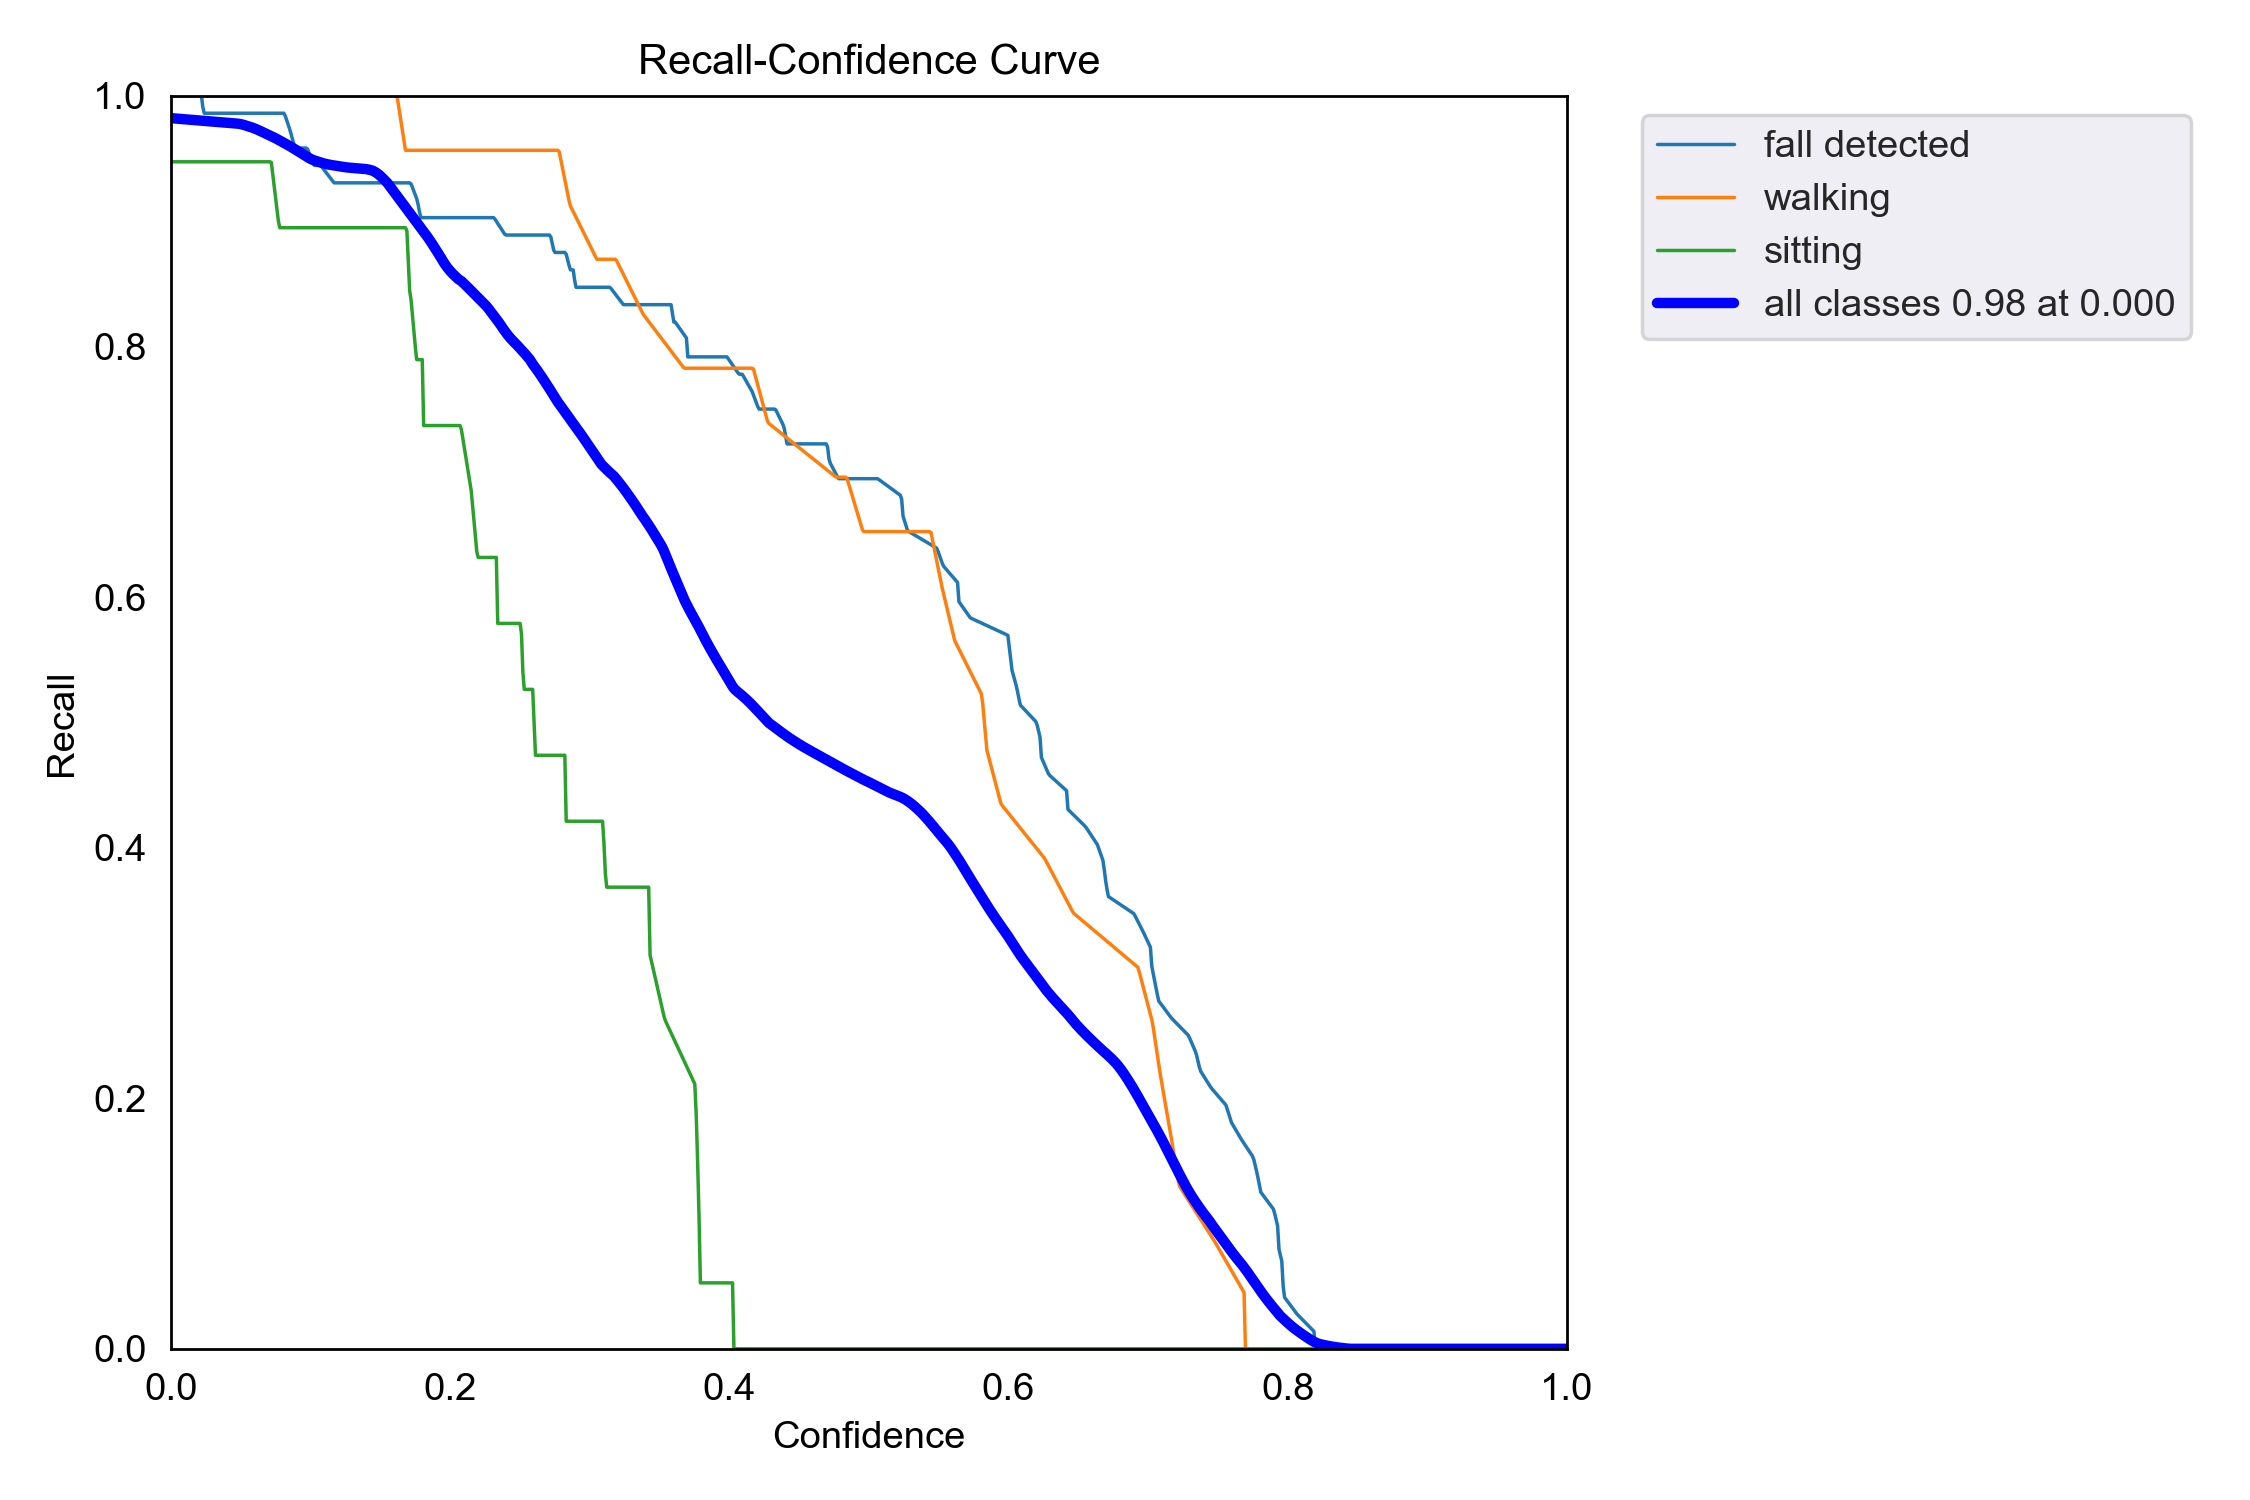 Recall-Confidence Curve
1.0
0.8
0.6
0.4
0.2
0.0
Recall
0.0 0.2 0.4 0.6 0.8 1.0
Confidence
fall detected
walking
sitting
all classes 0.98 at 0.000